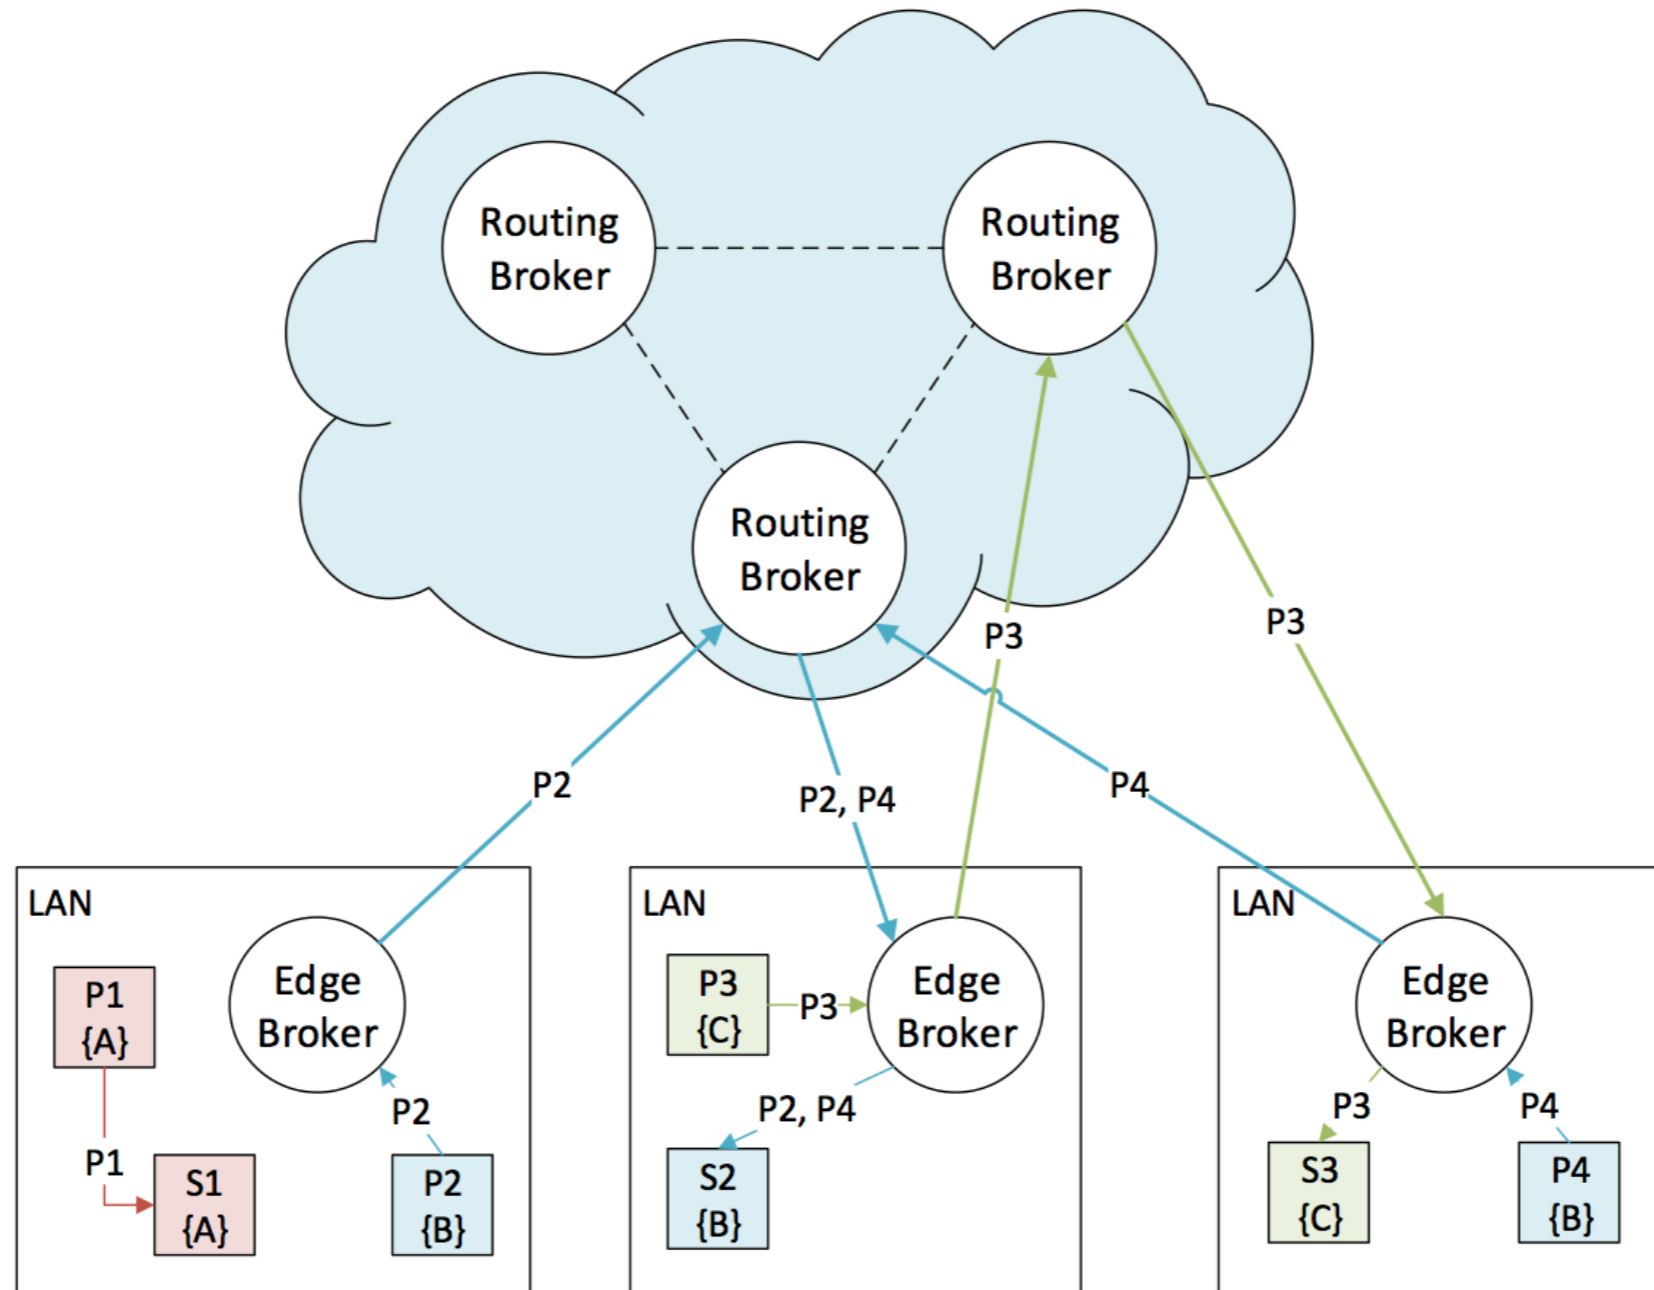 Routing
Broker
Routing
Broker
Routing
Broker
P3
P3
P2
P2, P4
P4
LAN
Edge
Broker
P1
{A}
P2
P1
S1
{A}
P2
{B}
LAN
P3
{C}
P3
Edge
Broker
P2, P4
S2
{B}
LAN
Edge
Broker
P3
P4
S3
{C}
P4
{B}